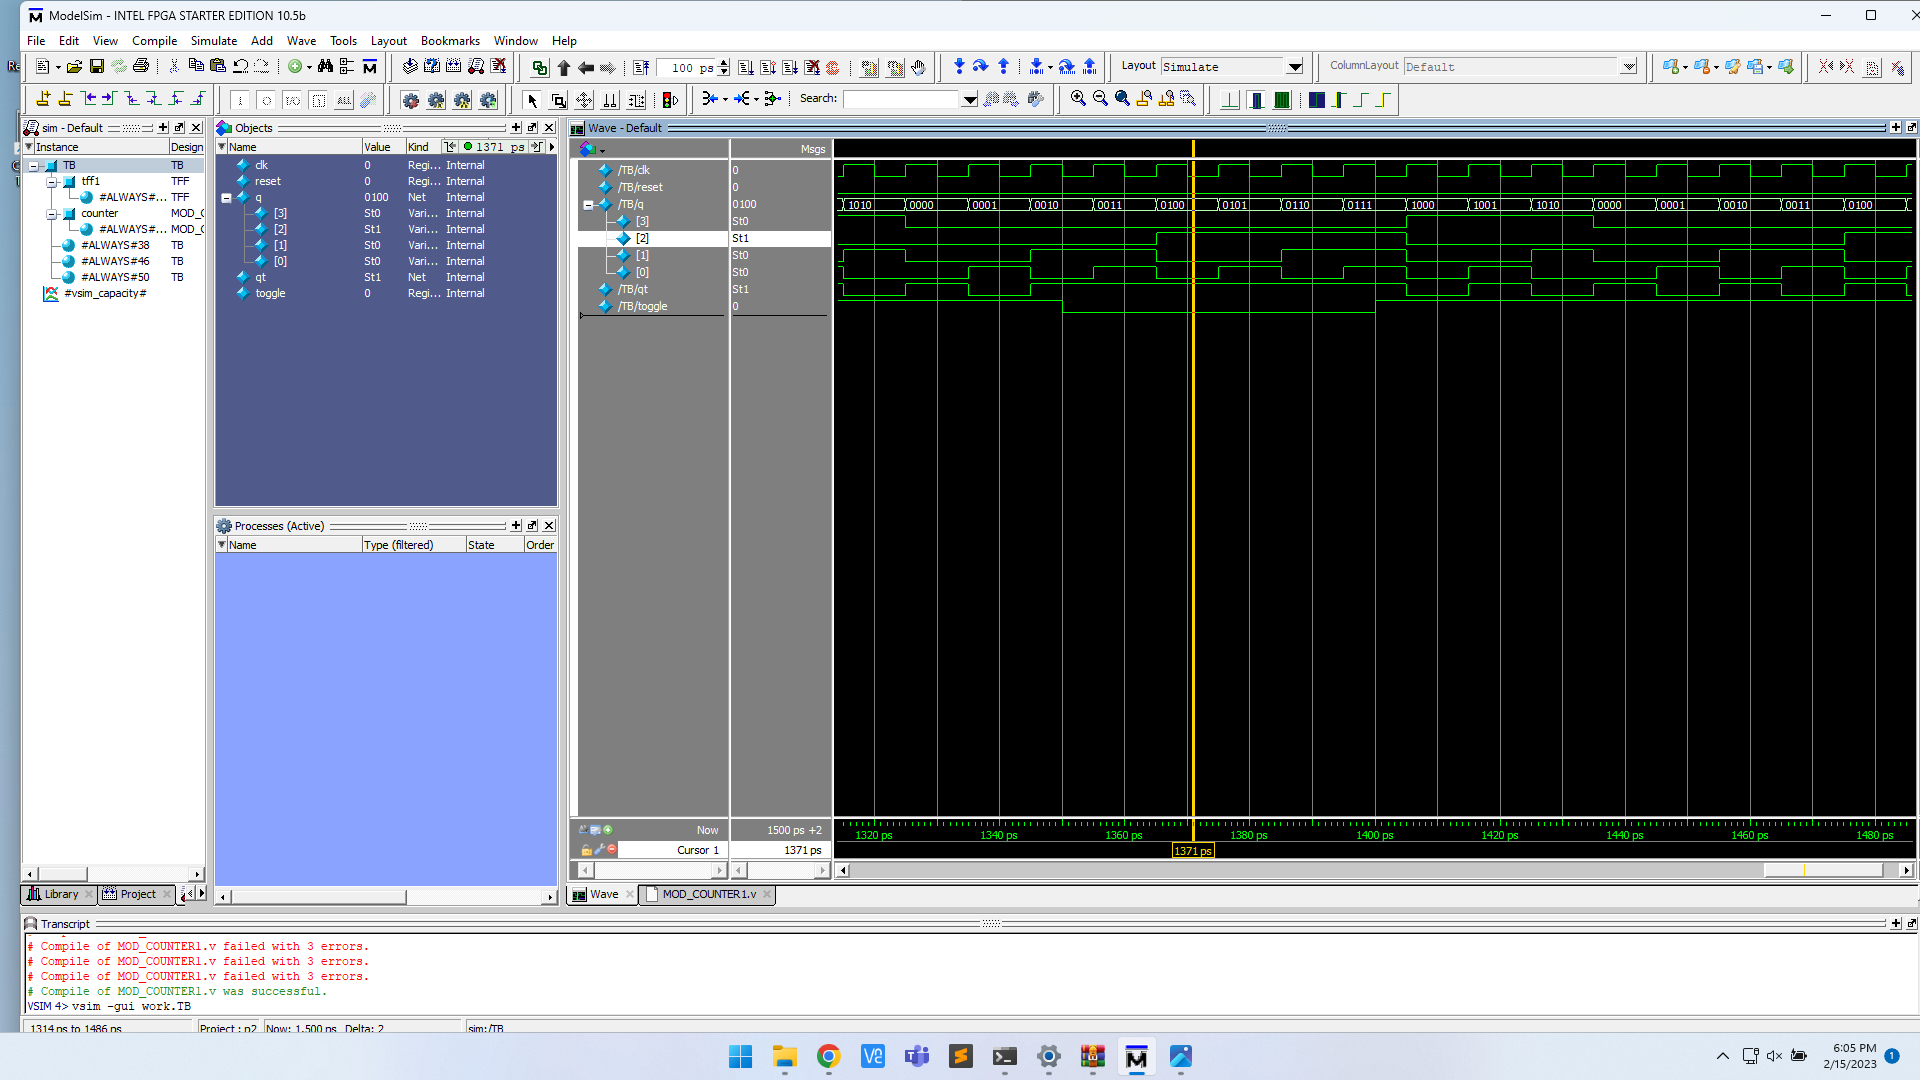 ModelSim - INTEL FPGA STARTER EDITION 10.5b
File Edit View Compile Simulate Add Wave Tools Layout Bookmarks Window Help
100 ps
Layout Simulate
ColumnLayout Default
Search:
sim - Default
Instance Design
TB TB
tff1 TFF
#ALWAYS#... TFF
counter MOD_C
#ALWAYS#... MOD_C
#ALWAYS#38 TB
#ALWAYS#46 TB
#ALWAYS#50 TB
#vsim_capacity#
Library Project
Objects
Name Value Kind 1371 ps
clk 0 Regi... Internal
reset 0 Regi... Internal
q 0100 Net Internal
[3] St0 Vari... Internal
[2] St1 Vari... Internal
[1] St0 Vari... Internal
[0] St0 Vari... Internal
qt St1 Net Internal
toggle 0 Regi... Internal
Processes (Active)
Name Type (filtered) State Order
Wave - Default
Msgs
/TB/clk 0
/TB/reset 0
/TB/q 0100 1010 0000 0001 0010 0011 0100 0101 0110 0111 1000 1001 1010 0000 0001 0010 0011 0100
[3] St0
[2] St1
[1] St0
[0] St0
/TB/qt St1
/TB/toggle 0
Now 1500 ps +2 1320 ps 1340 ps 1360 ps 1380 ps 1400 ps 1420 ps 1440 ps 1460 ps 1480 ps
Cursor 1 1371 ps 1371 ps
Wave MOD_COUNTER1.v
Transcript
# Compile of MOD_COUNTER1.v failed with 3 errors.
# Compile of MOD_COUNTER1.v failed with 3 errors.
# Compile of MOD_COUNTER1.v failed with 3 errors.
# Compile of MOD_COUNTER1.v was successful.
VSIM 4> vsim -gui work.TB
1314 ps to 1486 ps Project : p2 Now: 1,500 ps Delta: 2 sim:/TB
6:05 PM
2/15/2023 1